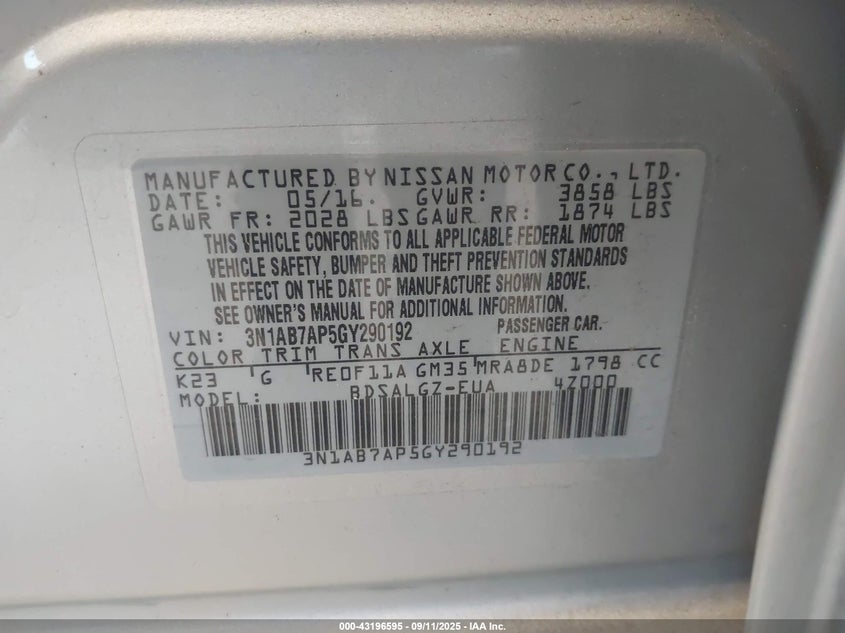 MANUFACTURED BY NISSAN MOTOR CO., LTD.
DATE: 05/16. GVWR: 3858 LBS
GAWR FR: 2028 LBS GAWR RR: 1874 LBS
THIS VEHICLE CONFORMS TO ALL APPLICABLE FEDERAL MOTOR
VEHICLE SAFETY, BUMPER AND THEFT PREVENTION STANDARDS
IN EFFECT ON THE DATE OF MANUFACTURE SHOWN ABOVE.
SEE OWNER'S MANUAL FOR ADDITIONAL INFORMATION.
VIN: 3N1AB7AP5GY290192 PASSENGER CAR.
COLOR TRIM TRANS AXLE ENGINE
K23 G RE0F11A GM35 MRA8DE 1798 CC
MODEL: BDSALGZ-EUA 4Z000
3N1AB7AP5GY290192
000-43196595 - 09/11/2025 - IAA Inc.